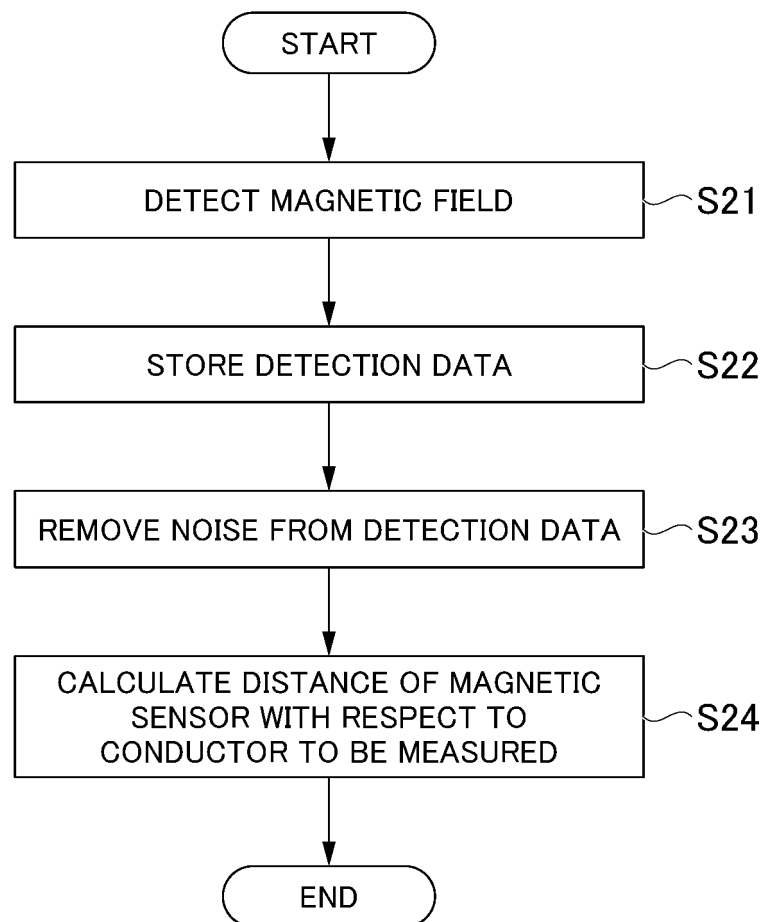 START
DETECT MAGNETIC FIELD
S21
STORE DETECTION DATA
S22
REMOVE NOISE FROM DETECTION DATA
S23
CALCULATE DISTANCE OF MAGNETIC
SENSOR WITH RESPECT TO
CONDUCTOR TO BE MEASURED
S24
END